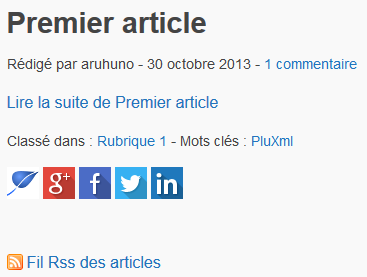 Premier article
Rédigé par aruhuno - 30 octobre 2013 - 1 commentaire
Lire la suite de Premier article
Classé dans : Rubrique 1 - Mots clés : PluXml
g+ f in
Fil Rss des articles